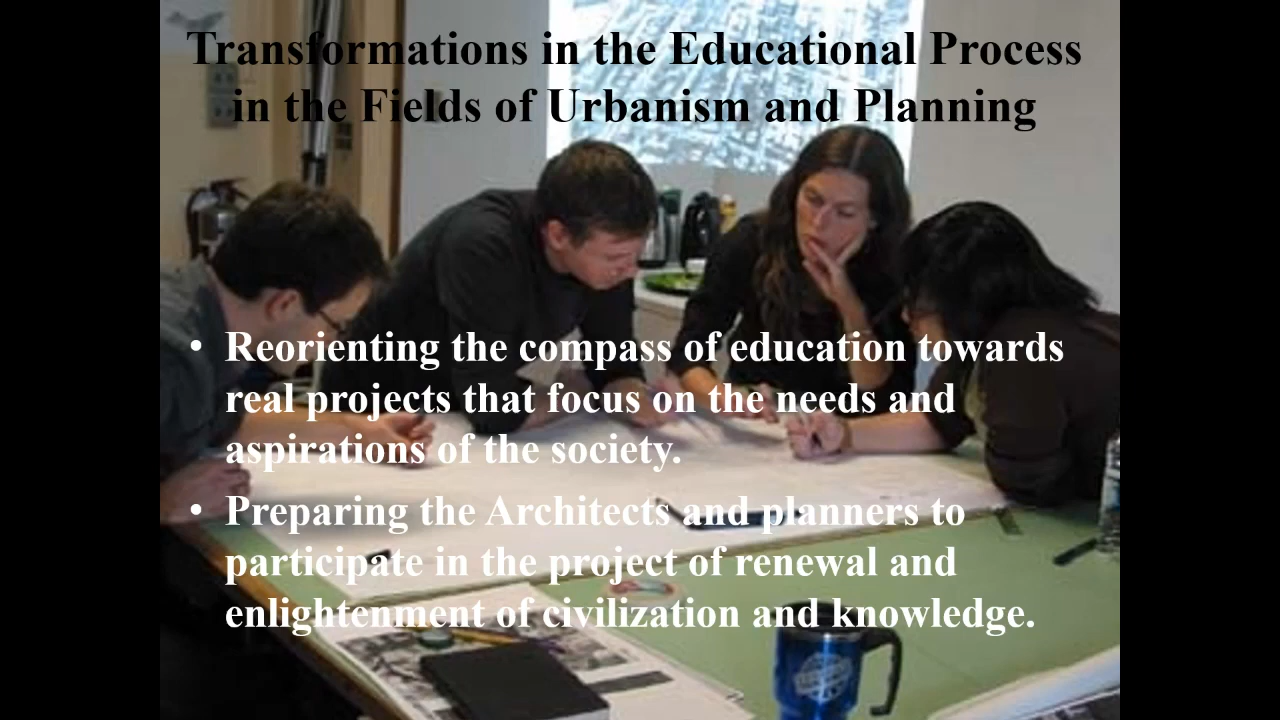 Transformations in the Educational Process
in the Fields of Urbanism and Planning
• Reorienting the compass of education towards
real projects that focus on the needs and
aspirations of the society.
• Preparing the Architects and planners to
participate in the project of renewal and
enlightenment of civilization and knowledge.